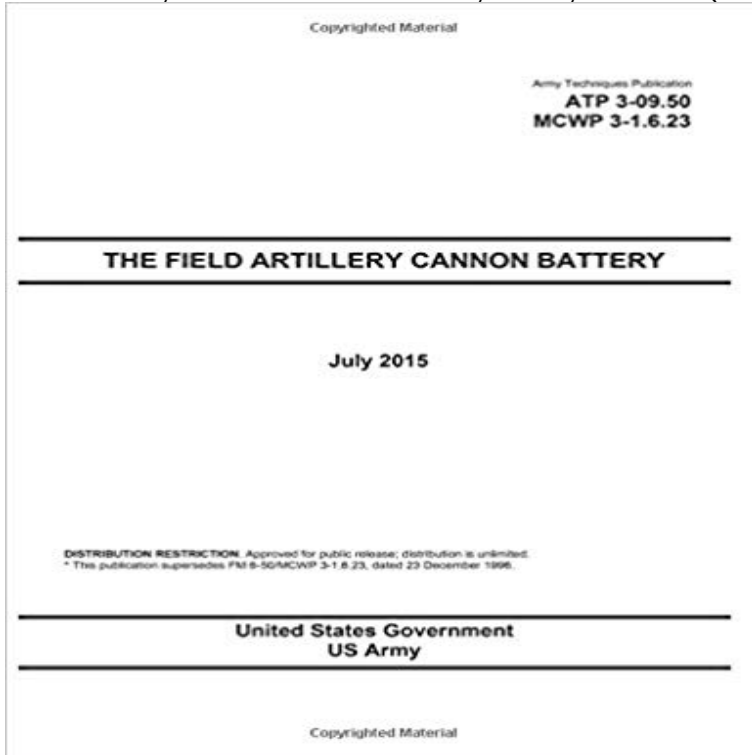 Copyrighted Material
Army Techniques Publication
ATP 3-09.50
MCWP 3-1.6.23
THE FIELD ARTILLERY CANNON BATTERY
July 2015
DISTRIBUTION RESTRICTION. Approved for public release; distribution is unlimited.
* This publication supersedes FM 6-50/MCWP 3-1.6.23, dated 23 December 1996.
United States Government
US Army
Copyrighted Material